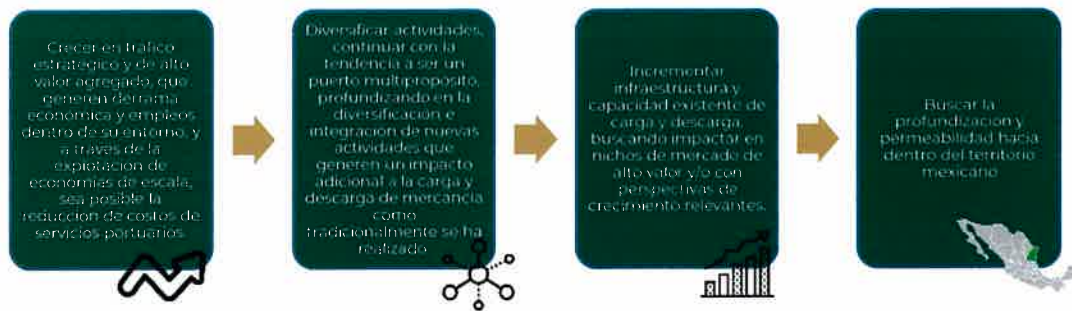 Crecer en tráfico
estratégico y de alto
valor agregado, que
generen derrama
económica y empleos
dentro de su entorno, y
a través de la
explotación de
economías de escala,
sea posible la
reducción de costos de
servicios portuarios.
Diversificar actividades,
continuar con la
tendencia a ser un
puerto multipropósito,
profundizando en la
diversificación e
integración de nuevas
actividades que
generen un impacto
adicional a la carga y
descarga de mercancía
como
tradicionalmente se ha
realizado
Incrementar
infraestructura y
capacidad existente de
carga y descarga,
buscando impactar en
nichos de mercado de
alto valor y/o con
perspectivas de
crecimiento relevantes.
Buscar la
profundización y
permeabilidad hacia
dentro del territorio
mexicano